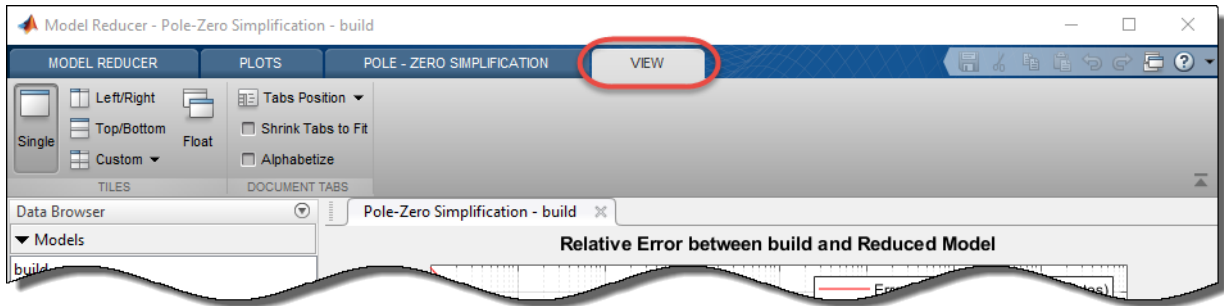 Model Reducer - Pole-Zero Simplification - build
MODEL REDUCER PLOTS POLE - ZERO SIMPLIFICATION VIEW
Single
Left/Right
Top/Bottom
Custom
Float
Tabs Position
Shrink Tabs to Fit
Alphabetize
TILES DOCUMENT TABS
Data Browser
Pole-Zero Simplification - build
Models
Relative Error between build and Reduced Model
build